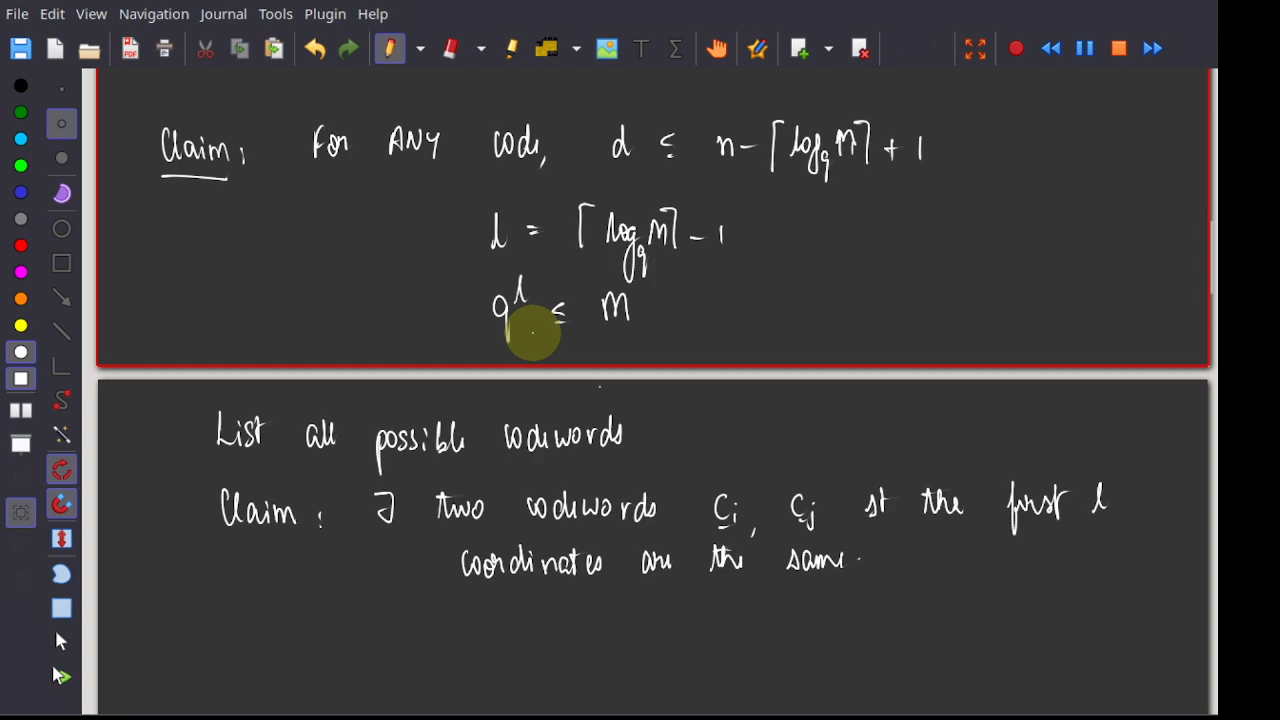 File Edit View Navigation Journal Tools Plugin Help
Claim: For ANY code, d ≤ n - ⌈log_q M⌉ + 1
l = ⌈log_q M⌉ - 1
q^l ≤ M
List all possible codewords
Claim: ∃ two codewords c_i, c_j st the first l
coordinates are the same.